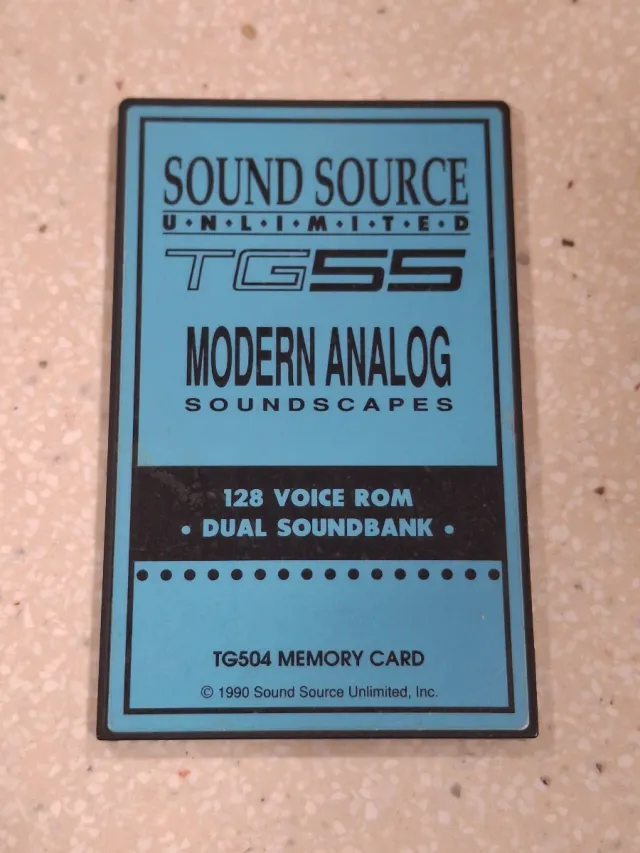 SOUND SOURCE
U•N•L•I•M•I•T•E•D
TG55
MODERN ANALOG
SOUNDSCAPES
128 VOICE ROM
• DUAL SOUNDBANK •
TG504 MEMORY CARD
© 1990 Sound Source Unlimited, Inc.